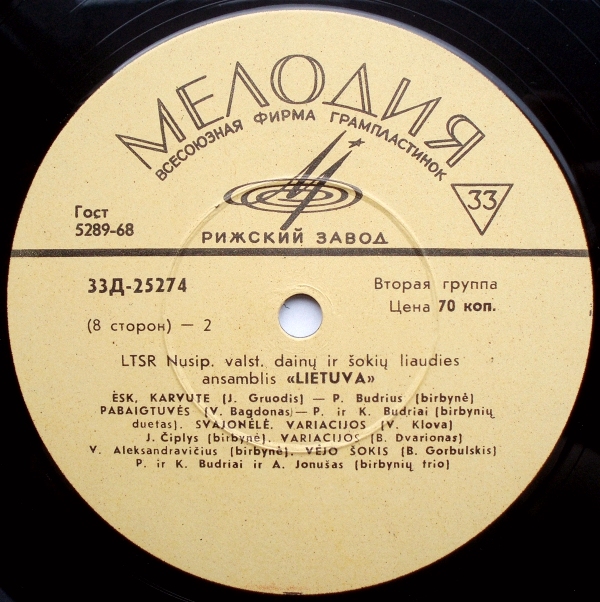 МЕЛОДИЯ
ВСЕСОЮЗНАЯ ФИРМА ГРАМПЛАСТИНОК
33
Гост
5289-68
РИЖСКИЙ ЗАВОД
33Д-25274
Вторая группа
Цена 70 коп.
(8 сторон) — 2
LTSR Nusip. valst. dainų ir šokių liaudies
ansamblis «LIETUVA»
ĖSK, KARVUTE (J. Gruodis) — P. Budrius (birbynė)
PABAIGTUVĖS (V. Bagdonas) — P. ir K. Budriai (birbynių
duetas). SVAJONĖLĖ. VARIACIJOS (V. Klova)
J. Čiplys (birbynė). VARIACIJOS (B. Dvarionas)
V. Aleksandravičius (birbynė). VĖJO ŠOKIS (B. Gorbulskis)
P. ir K. Budriai ir A. Jonušas (birbynių trio)